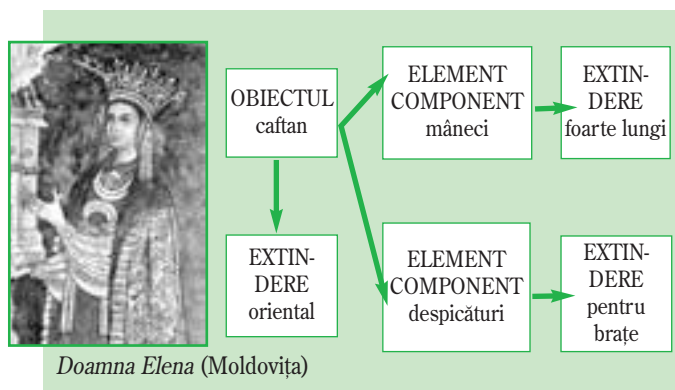 OBIECTUL
caftan
ELEMENT
COMPONENT
mâneci
EXTIN-
DERE
foarte lungi
EXTIN-
DERE
oriental
ELEMENT
COMPONENT
despicături
EXTIN-
DERE
pentru
brațe
Doamna Elena (Moldovița)